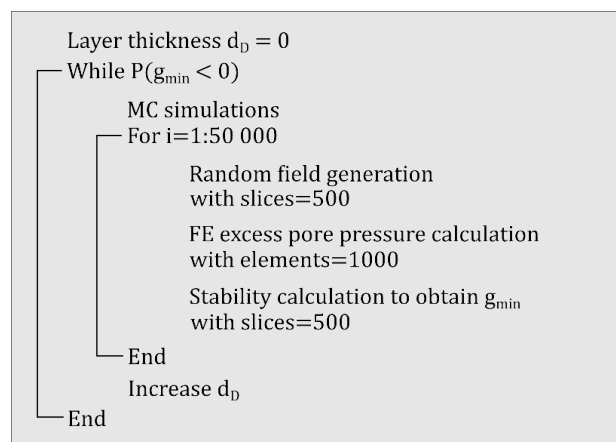 Layer thickness d_D = 0
While P(g_min < 0)
MC simulations
For i=1:50 000
Random field generation
with slices=500
FE excess pore pressure calculation
with elements=1000
Stability calculation to obtain g_min
with slices=500
End
Increase d_D
End